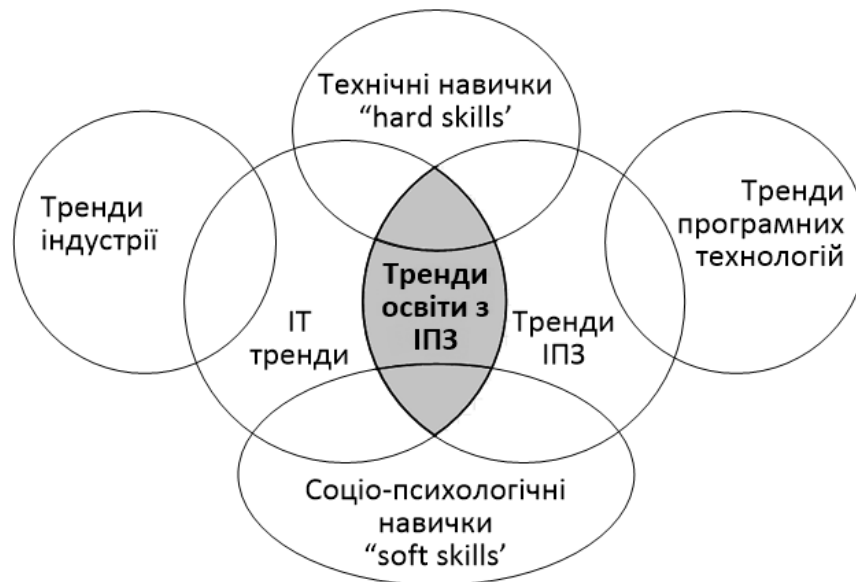 Технічні навички
“hard skills’
Тренди
індустрії
Тренди
програмних
технологій
Тренди
освіти з
ІПЗ
ІТ
тренди
Тренди
ІПЗ
Соціо-психологічні
навички
“soft skills’